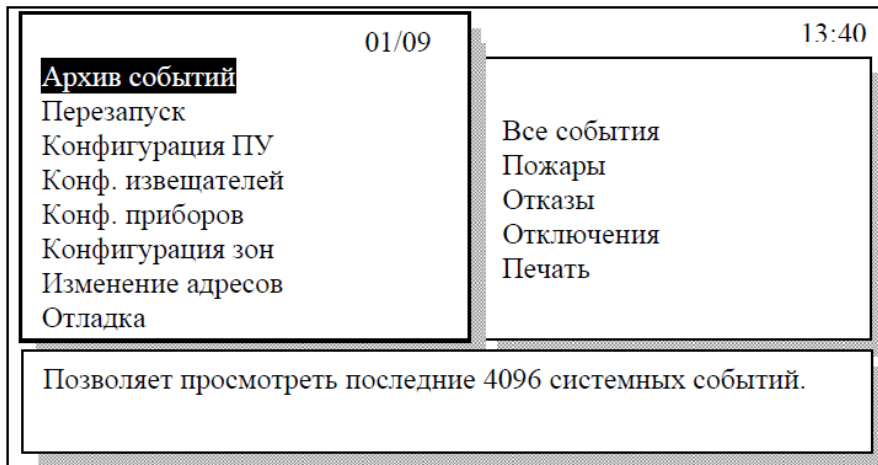 01/09
Архив событий
Перезапуск
Конфигурация ПУ
Конф. извещателей
Конф. приборов
Конфигурация зон
Изменение адресов
Отладка
13:40
Все события
Пожары
Отказы
Отключения
Печать
Позволяет просмотреть последние 4096 системных событий.